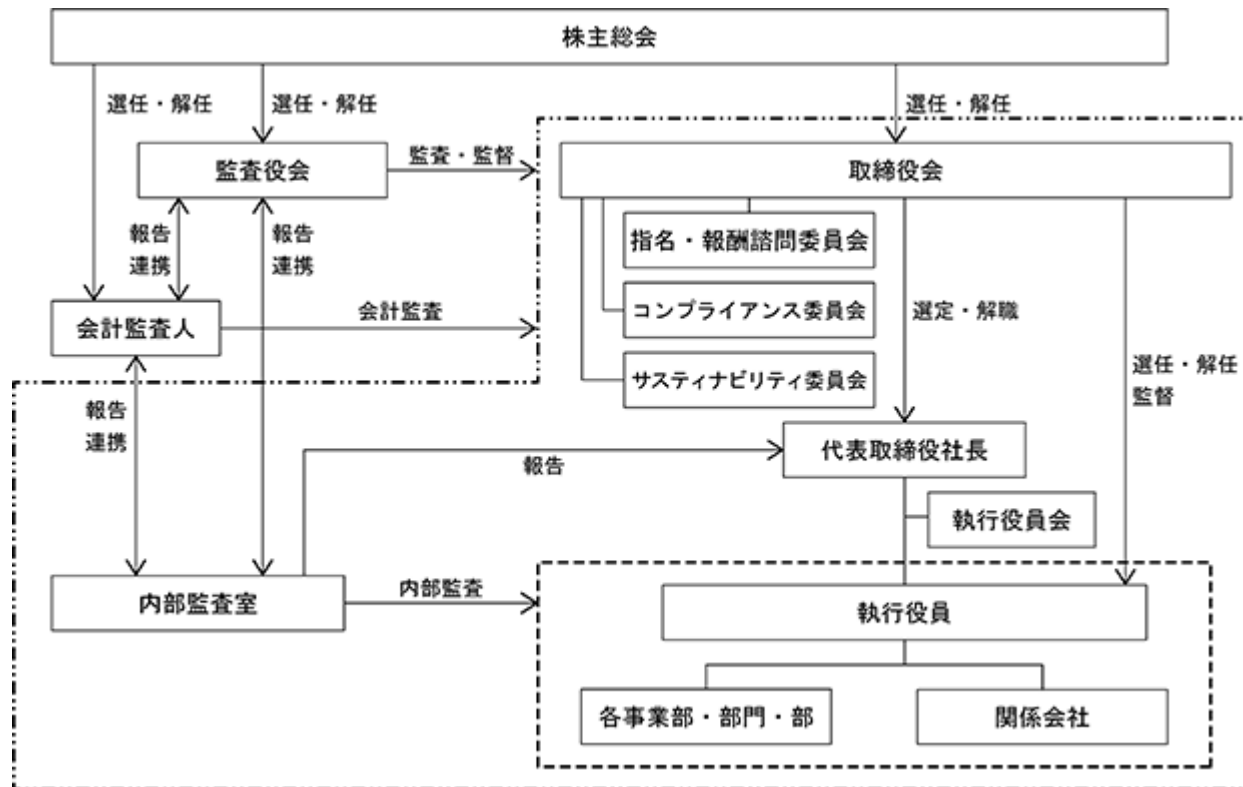 株主総会
選任・解任
選任・解任
選任・解任
監査役会
監査・監督
取締役会
報告
連携
報告
連携
指名・報酬諮問委員会
会計監査人
会計監査
コンプライアンス委員会
選定・解職
サスティナビリティ委員会
選任・解任
監督
報告
連携
報告
代表取締役社長
執行役員会
内部監査室
内部監査
執行役員
各事業部・部門・部
関係会社